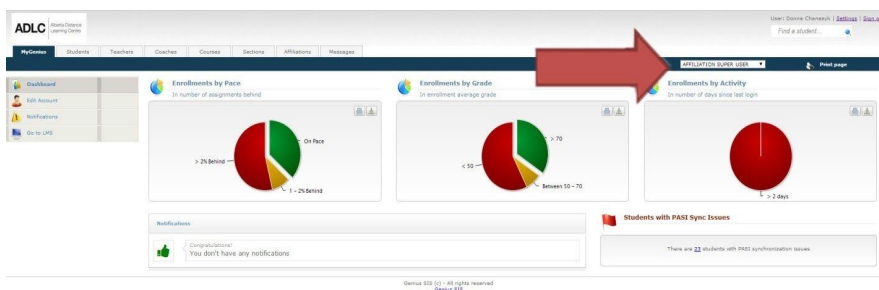 User: Donna Chanasyk | Settings | Sign o
ADLC Alberta Distance
Learning Centre
Find a student...
MyGenius Students Teachers Coaches Courses Sections Affiliations Messages
AFFILIATION SUPER USER
Print page
Dashboard
Edit Account
Notifications
Go to LMS
Enrollments by Pace
In number of assignments behind
On Pace
> 2% Behind
1 - 2% Behind
Enrollments by Grade
In enrollment average grade
> 70
< 50
Between 50 - 70
Enrollments by Activity
In number of days since last login
> 2 days
Notifications
Congratulations!
You don't have any notifications
Students with PASI Sync Issues
There are 23 students with PASI synchronization issues
Genius SIS (c) - All rights reserved
Genius SIS